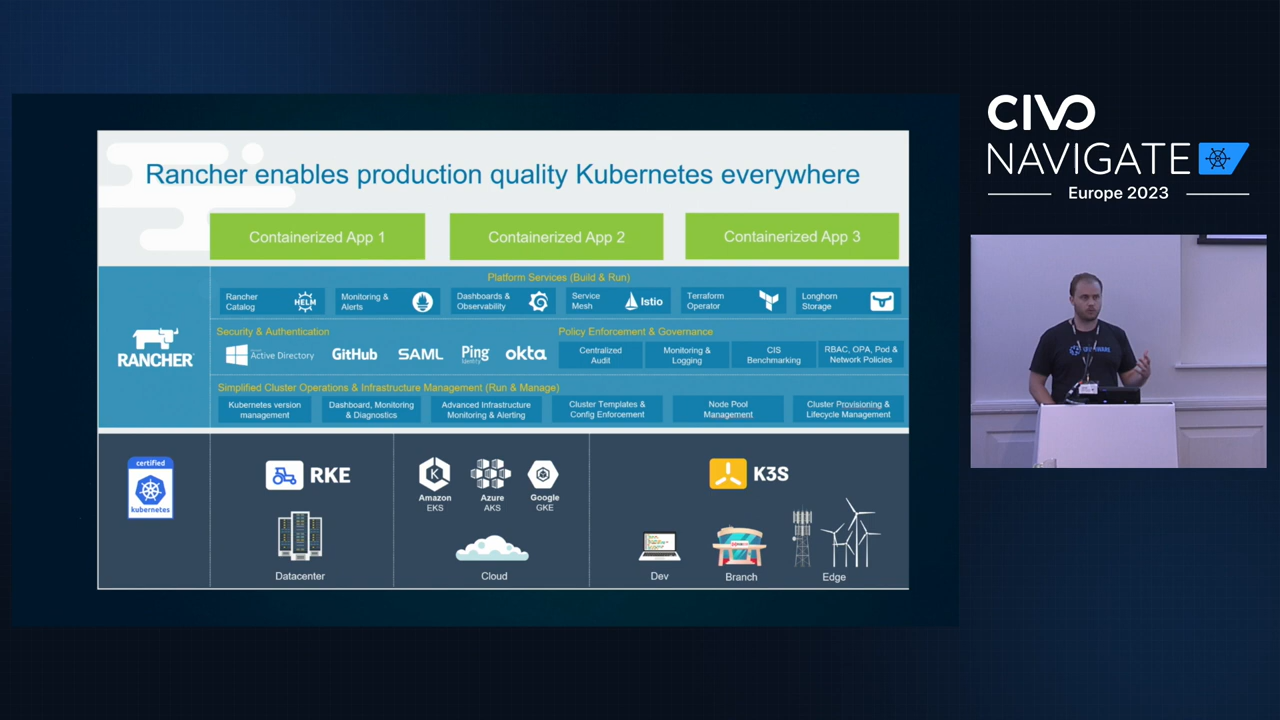 CIVO
NAVIGATE
Europe 2023
Rancher enables production quality Kubernetes everywhere
Containerized App 1
Containerized App 2
Containerized App 3
Platform Services (Build & Run)
Rancher
Catalog
HELM
Monitoring &
Alerts
Dashboards &
Observability
Service
Mesh
Istio
Terraform
Operator
Longhorn
Storage
RANCHER
Security & Authentication
Active Directory
GitHub
SAML
Ping
Identity
okta
Policy Enforcement & Governance
Centralized
Audit
Monitoring &
Logging
CIS
Benchmarking
RBAC, OPA, Pod &
Network Policies
Simplified Cluster Operations & Infrastructure Management (Run & Manage)
Kubernetes version
management
Dashboard, Monitoring
& Diagnostics
Advanced Infrastructure
Monitoring & Alerting
Cluster Templates &
Config Enforcement
Node Pool
Management
Cluster Provisioning &
Lifecycle Management
certified
kubernetes
RKE
Datacenter
Amazon
EKS
Azure
AKS
Google
GKE
Cloud
K3S
Dev
Branch
Edge